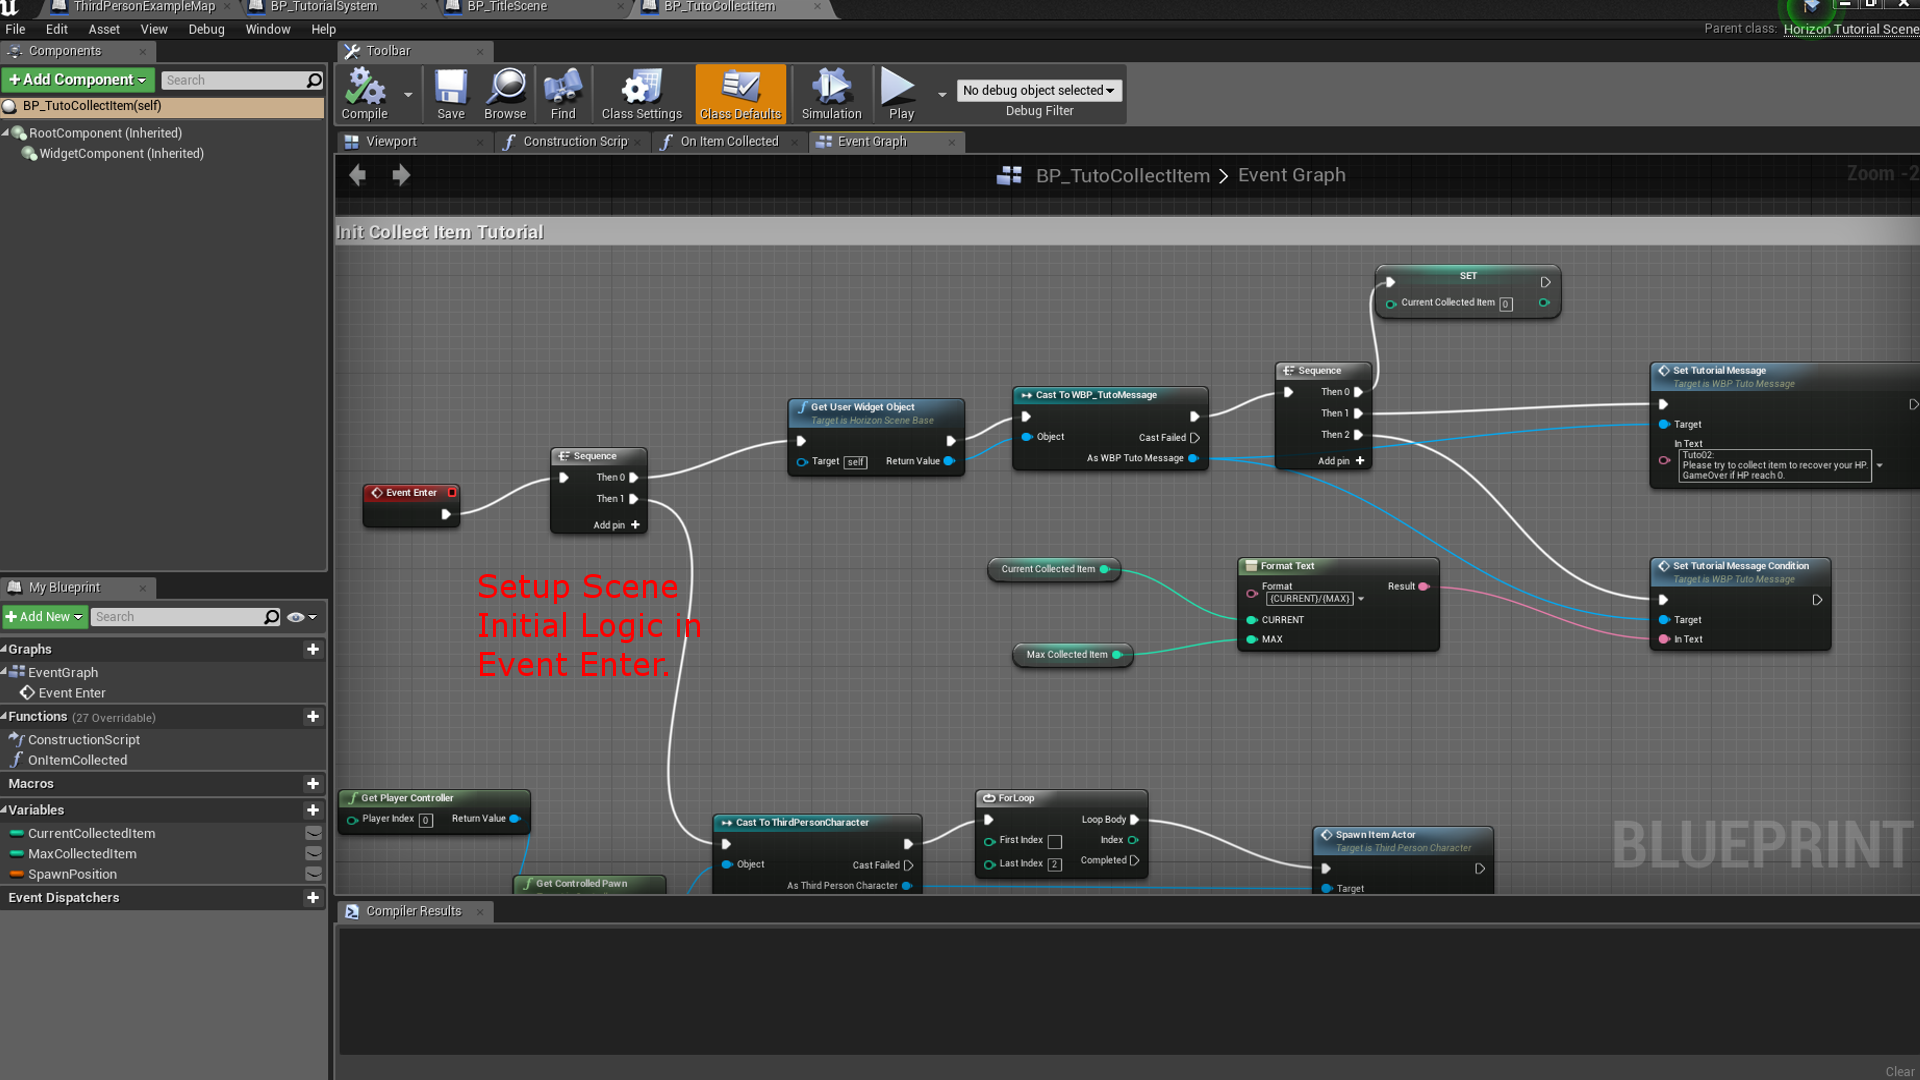 ThirdPersonExampleMap
BP_TutorialSystem
BP_TitleScene
BP_TutoCollectItem
File
Edit
Asset
View
Debug
Window
Help
Parent class:
Horizon Tutorial Scene
Components
Toolbar
Add Component
Search
Compile
Save
Browse
Find
Class Settings
Class Defaults
Simulation
Play
No debug object selected
Debug Filter
BP_TutoCollectItem(self)
RootComponent (Inherited)
WidgetComponent (Inherited)
Viewport
Construction Scrip
On Item Collected
Event Graph
BP_TutoCollectItem > Event Graph
Zoom -2
Init Collect Item Tutorial
SET
Current Collected Item 0
Event Enter
Sequence
Then 0
Then 1
Add pin
Get User Widget Object
Target is Horizon Scene Base
Target self
Return Value
Cast To WBP_TutoMessage
Object
Cast Failed
As WBP Tuto Message
Sequence
Then 0
Then 1
Then 2
Add pin
Set Tutorial Message
Target is WBP Tuto Message
Target
In Text
Tuto02:
Please try to collect item to recover your HP.
GameOver if HP reach 0.
Setup Scene
Initial Logic in
Event Enter.
Current Collected Item
Max Collected Item
Format Text
Format
{CURRENT}/{MAX}
Result
CURRENT
MAX
Set Tutorial Message Condition
Target is WBP Tuto Message
Target
In Text
My Blueprint
Add New
Search
Graphs
EventGraph
Event Enter
Functions (27 Overridable)
ConstructionScript
OnItemCollected
Macros
Variables
CurrentCollectedItem
MaxCollectedItem
SpawnPosition
Event Dispatchers
Get Player Controller
Player Index 0
Return Value
Get Controlled Pawn
Cast To ThirdPersonCharacter
Object
Cast Failed
As Third Person Character
ForLoop
Loop Body
First Index
Index
Last Index 2
Completed
Spawn Item Actor
Target is Third Person Character
Target
BLUEPRINT
Compiler Results
Clear